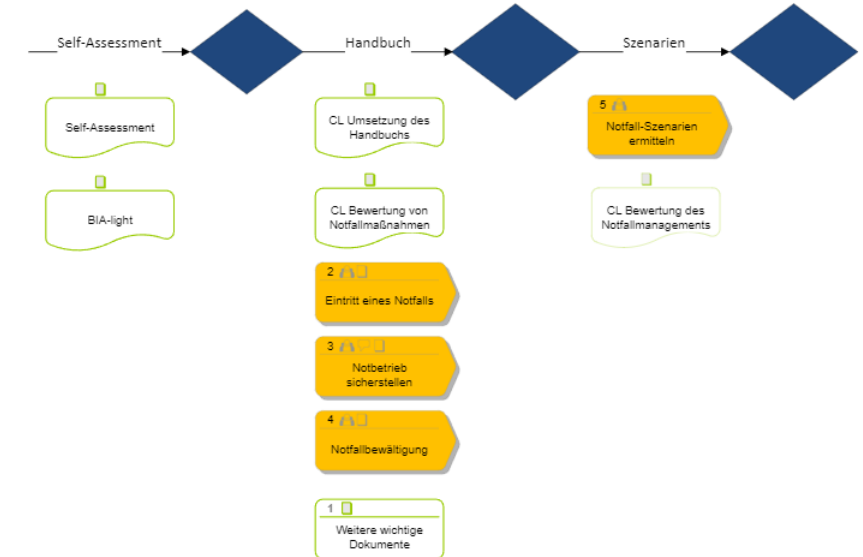 Self-Assessment
Handbuch
Szenarien
Self-Assessment
BIA-light
CL Umsetzung des
Handbuchs
CL Bewertung von
Notfallmaßnahmen
2
Eintritt eines Notfalls
3
Notbetrieb
sicherstellen
4
Notfallbewältigung
1
Weitere wichtige
Dokumente
5
Notfall-Szenarien
ermitteln
CL Bewertung des
Notfallmanagements